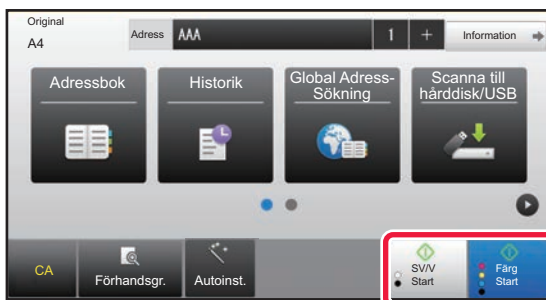 Original
A4
Adress AAA 1 + Information
Adressbok
Historik
Global Adress-
Sökning
Scanna till
hårddisk/USB
CA
Förhandsgr.
Autoinst.
SV/V
Start
Färg
Start